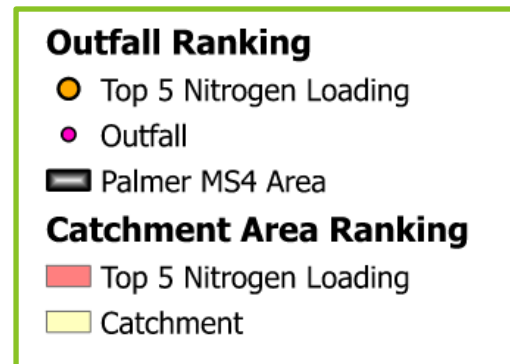 Outfall Ranking
Top 5 Nitrogen Loading
Outfall
Palmer MS4 Area
Catchment Area Ranking
Top 5 Nitrogen Loading
Catchment